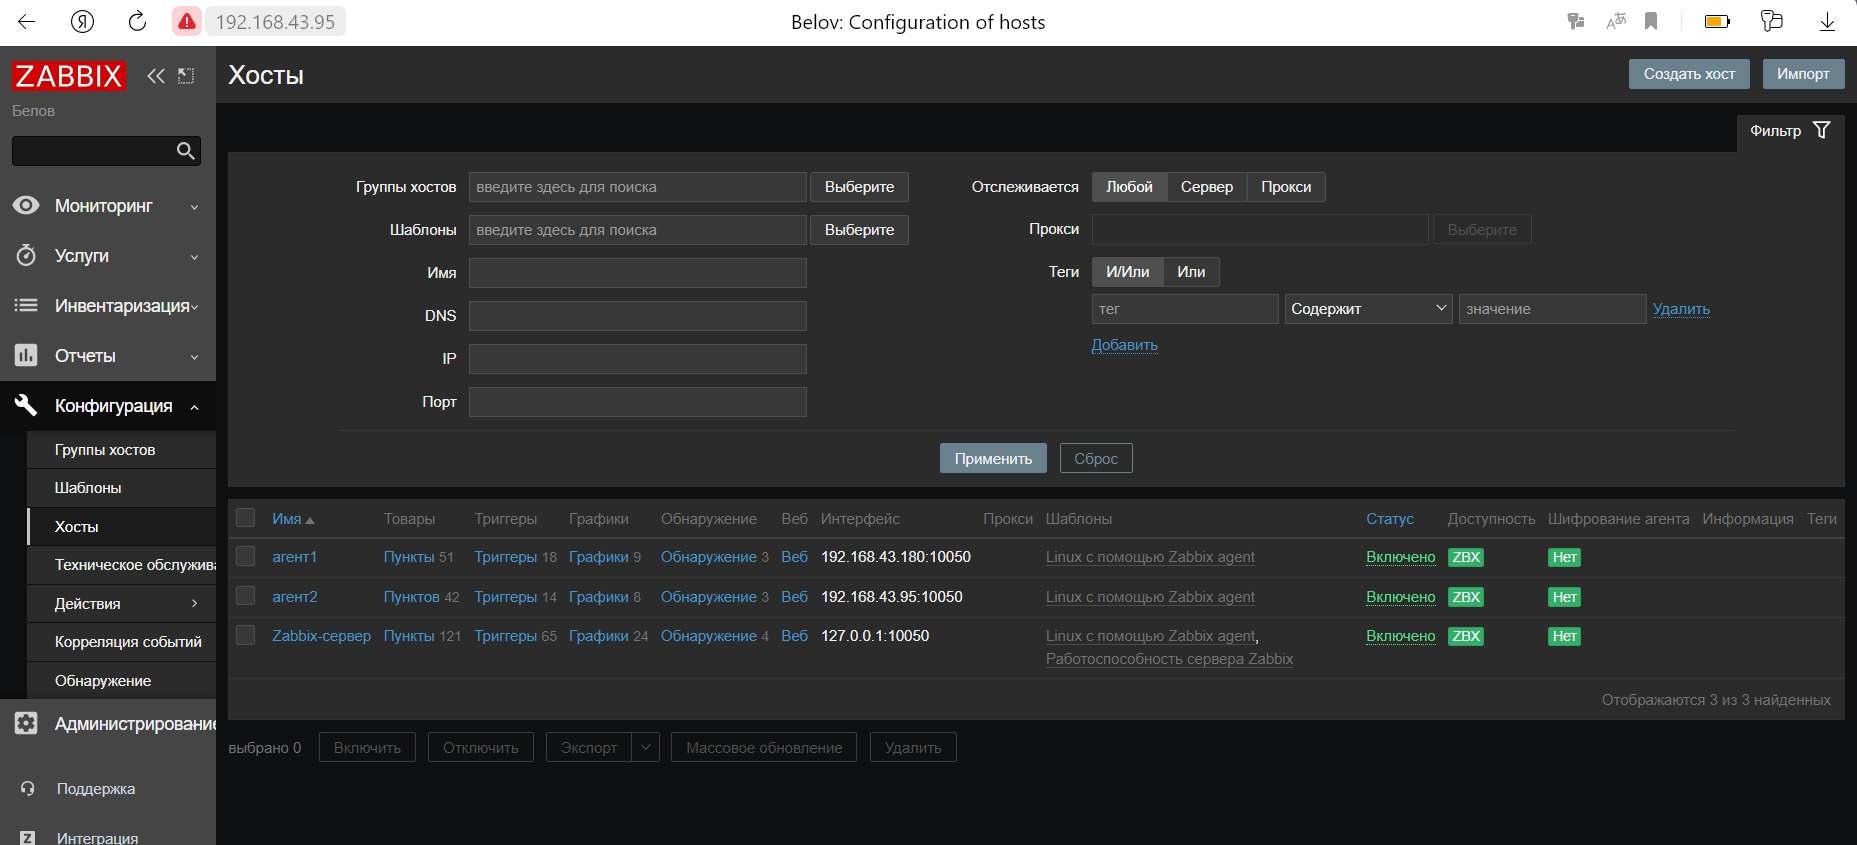 Я 192.168.43.95 Belov: Configuration of hosts
ZABBIX
Белов
Мониторинг
Услуги
Инвентаризация
Отчеты
Конфигурация
Группы хостов
Шаблоны
Хосты
Техническое обслужива
Действия
Корреляция событий
Обнаружение
Администрирование
Поддержка
Z Интеграция
Хосты
Создать хост Импорт
Фильтр
Группы хостов введите здесь для поиска Выберите
Шаблоны введите здесь для поиска Выберите
Имя
DNS
IP
Порт
Отслеживается Любой Сервер Прокси
Прокси Выберите
Теги И/Или Или
тег Содержит значение Удалить
Добавить
Применить Сброс
Имя Товары Триггеры Графики Обнаружение Веб Интерфейс Прокси Шаблоны Статус Доступность Шифрование агента Информация Теги
агент1 Пункты 51 Триггеры 18 Графики 9 Обнаружение 3 Веб 192.168.43.180:10050 Linux с помощью Zabbix agent Включено ZBX Нет
агент2 Пунктов 42 Триггеры 14 Графики 8 Обнаружение 3 Веб 192.168.43.95:10050 Linux с помощью Zabbix agent Включено ZBX Нет
Zabbix-сервер Пункты 121 Триггеры 65 Графики 24 Обнаружение 4 Веб 127.0.0.1:10050 Linux с помощью Zabbix agent, Включено ZBX Нет
Работоспособность сервера Zabbix
Отображаются 3 из 3 найденных
выбрано 0 Включить Отключить Экспорт Массовое обновление Удалить